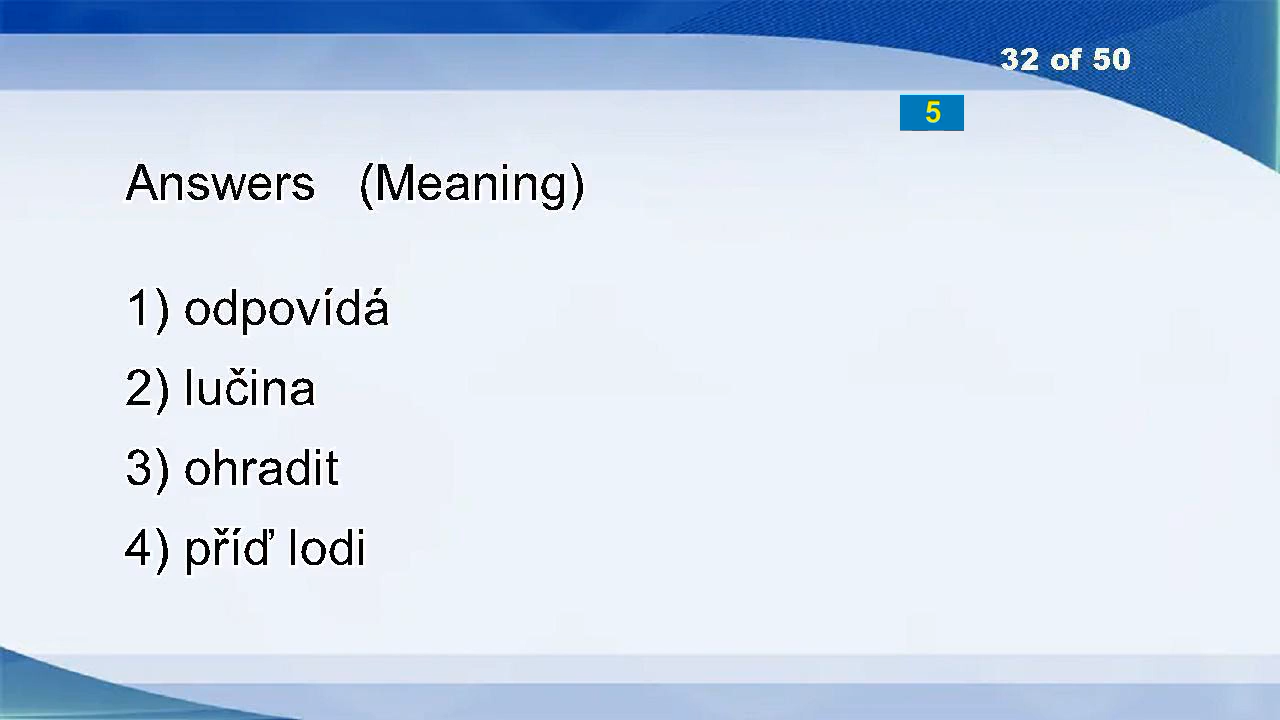 32 of 50
5
Answers (Meaning)
1) odpovídá
2) lučina
3) ohradit
4) příď lodi